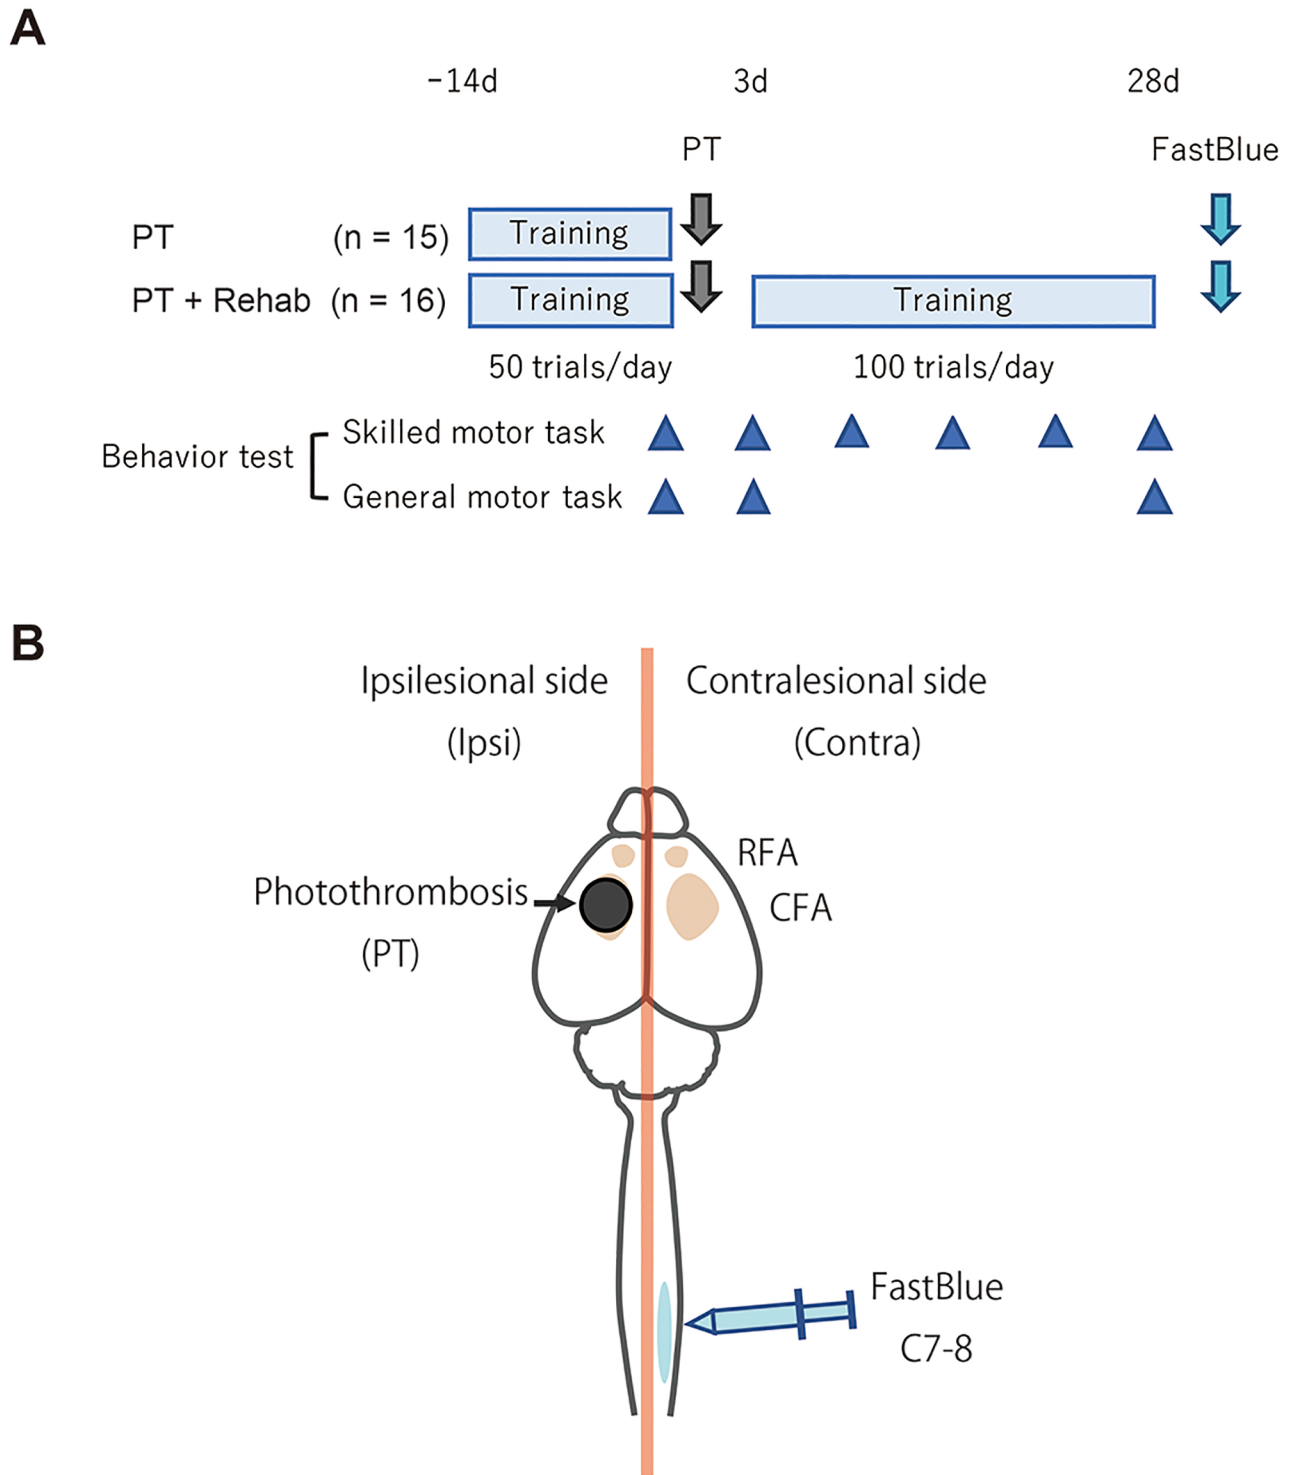 A
−14d 3d 28d
PT FastBlue
PT (n = 15) Training
PT + Rehab (n = 16) Training Training
50 trials/day 100 trials/day
Skilled motor task
Behavior test
General motor task
B
Ipsilesional side Contralesional side
(Ipsi) (Contra)
RFA
Photothrombosis CFA
(PT)
FastBlue
C7-8